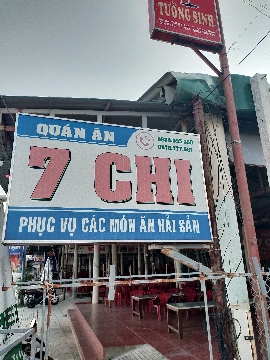 TƯỜNG SINH
QUÁN ĂN
7 CHI
PHỤC VỤ CÁC MÓN ĂN HẢI SẢN